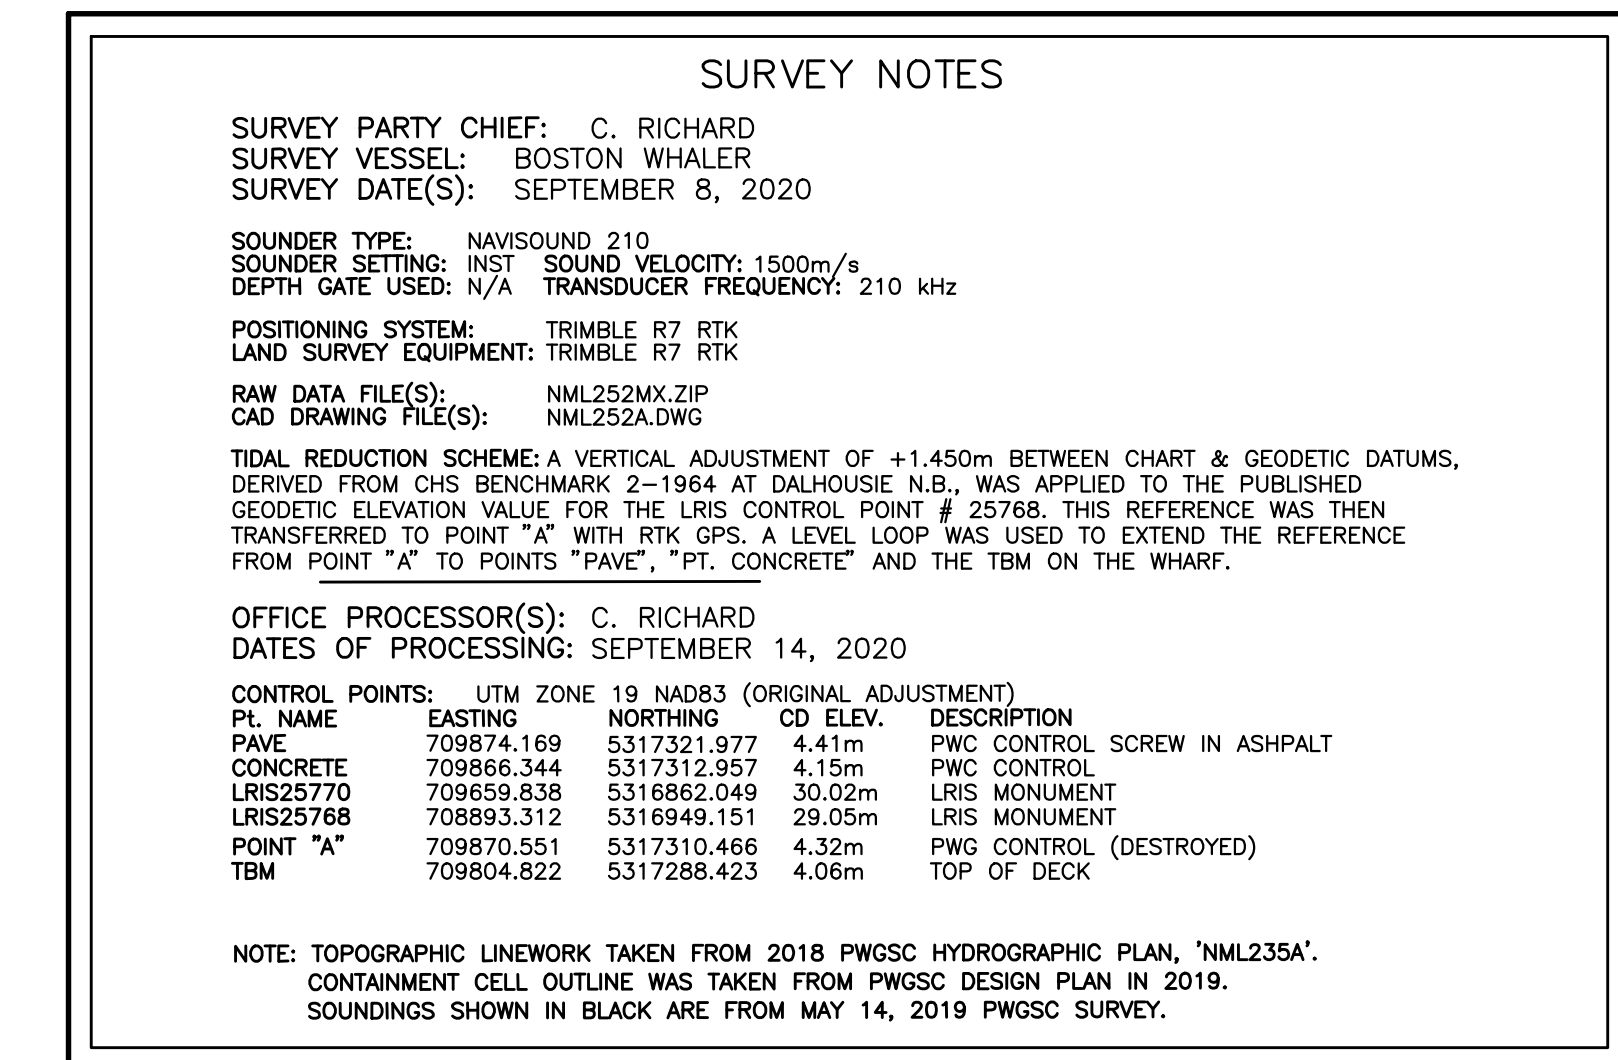 SURVEY NOTES
SURVEY PARTY CHIEF: C. RICHARD
SURVEY VESSEL: BOSTON WHALER
SURVEY DATE(S): SEPTEMBER 8, 2020
SOUNDER TYPE: NAVISOUND 210
SOUNDER SETTING: INST SOUND VELOCITY: 1500m/s
DEPTH GATE USED: N/A TRANSDUCER FREQUENCY: 210 kHz
POSITIONING SYSTEM: TRIMBLE R7 RTK
LAND SURVEY EQUIPMENT: TRIMBLE R7 RTK
RAW DATA FILE(S): NML252MX.ZIP
CAD DRAWING FILE(S): NML252A.DWG
TIDAL REDUCTION SCHEME: A VERTICAL ADJUSTMENT OF +1.450m BETWEEN CHART & GEODETIC DATUMS,
DERIVED FROM CHS BENCHMARK 2-1964 AT DALHOUSIE N.B., WAS APPLIED TO THE PUBLISHED
GEODETIC ELEVATION VALUE FOR THE LRIS CONTROL POINT # 25768. THIS REFERENCE WAS THEN
TRANSFERRED TO POINT "A" WITH RTK GPS. A LEVEL LOOP WAS USED TO EXTEND THE REFERENCE
FROM POINT "A" TO POINTS "PAVE", "PT. CONCRETE" AND THE TBM ON THE WHARF.
OFFICE PROCESSOR(S): C. RICHARD
DATES OF PROCESSING: SEPTEMBER 14, 2020
CONTROL POINTS: UTM ZONE 19 NAD83 (ORIGINAL ADJUSTMENT)
Pt. NAME EASTING NORTHING CD ELEV. DESCRIPTION
PAVE 709874.169 5317321.977 4.41m PWC CONTROL SCREW IN ASHPALT
CONCRETE 709866.344 5317312.957 4.15m PWC CONTROL
LRIS25770 709659.838 5316862.049 30.02m LRIS MONUMENT
LRIS25768 708893.312 5316949.151 29.05m LRIS MONUMENT
POINT "A" 709870.551 5317310.466 4.32m PWG CONTROL (DESTROYED)
TBM 709804.822 5317288.423 4.06m TOP OF DECK
NOTE: TOPOGRAPHIC LINEWORK TAKEN FROM 2018 PWGSC HYDROGRAPHIC PLAN, 'NML235A'.
CONTAINMENT CELL OUTLINE WAS TAKEN FROM PWGSC DESIGN PLAN IN 2019.
SOUNDINGS SHOWN IN BLACK ARE FROM MAY 14, 2019 PWGSC SURVEY.